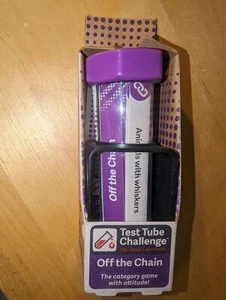 Off the Chain
Animals with whiskers
Test Tube
Challenge
Off the Chain
The category game
with attitude!